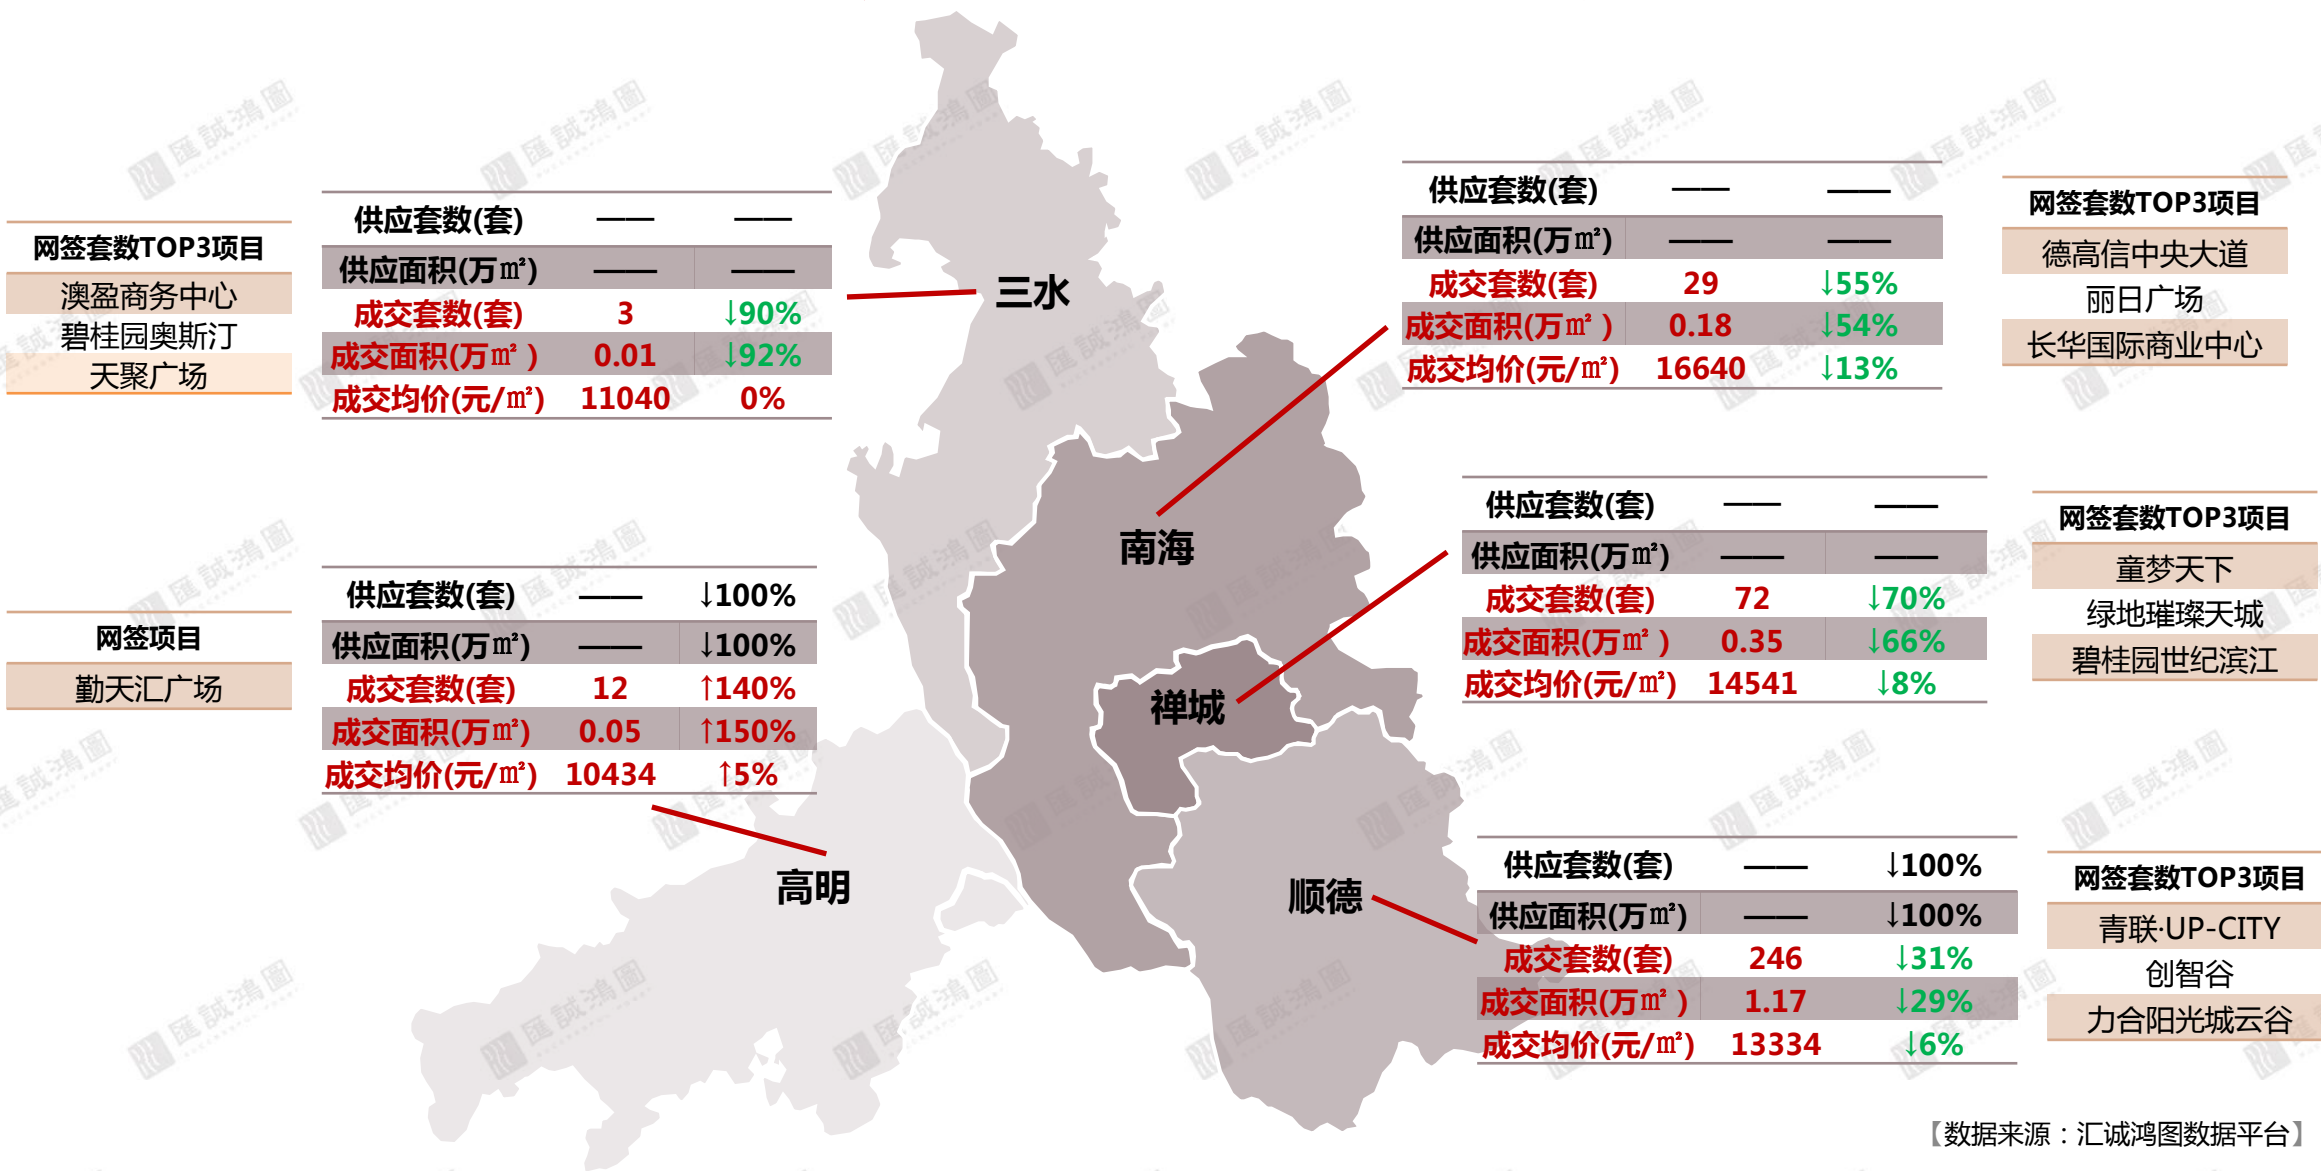 网签套数TOP3项目
澳盈商务中心
碧桂园奥斯汀
天聚广场
供应套数(套) —— ——
供应面积(万㎡) —— ——
成交套数(套) 3 ↓90%
成交面积(万㎡ ) 0.01 ↓92%
成交均价(元/㎡) 11040 0%
三水
供应套数(套) —— ——
供应面积(万㎡) —— ——
成交套数(套) 29 ↓55%
成交面积(万㎡ ) 0.18 ↓54%
成交均价(元/㎡) 16640 ↓13%
网签套数TOP3项目
德高信中央大道
丽日广场
长华国际商业中心
南海
供应套数(套) —— ——
供应面积(万㎡) —— ——
成交套数(套) 72 ↓70%
成交面积(万㎡ ) 0.35 ↓66%
成交均价(元/㎡) 14541 ↓8%
网签套数TOP3项目
童梦天下
绿地璀璨天城
碧桂园世纪滨江
禅城
网签项目
勤天汇广场
供应套数(套) —— ↓100%
供应面积(万㎡) —— ↓100%
成交套数(套) 12 ↑140%
成交面积(万㎡) 0.05 ↑150%
成交均价(元/㎡) 10434 ↑5%
高明
顺德
供应套数(套) —— ↓100%
供应面积(万㎡) —— ↓100%
成交套数(套) 246 ↓31%
成交面积(万㎡ ) 1.17 ↓29%
成交均价(元/㎡) 13334 ↓6%
网签套数TOP3项目
青联·UP-CITY
创智谷
力合阳光城云谷
【数据来源：汇诚鸿图数据平台】
匯誠鴻圖